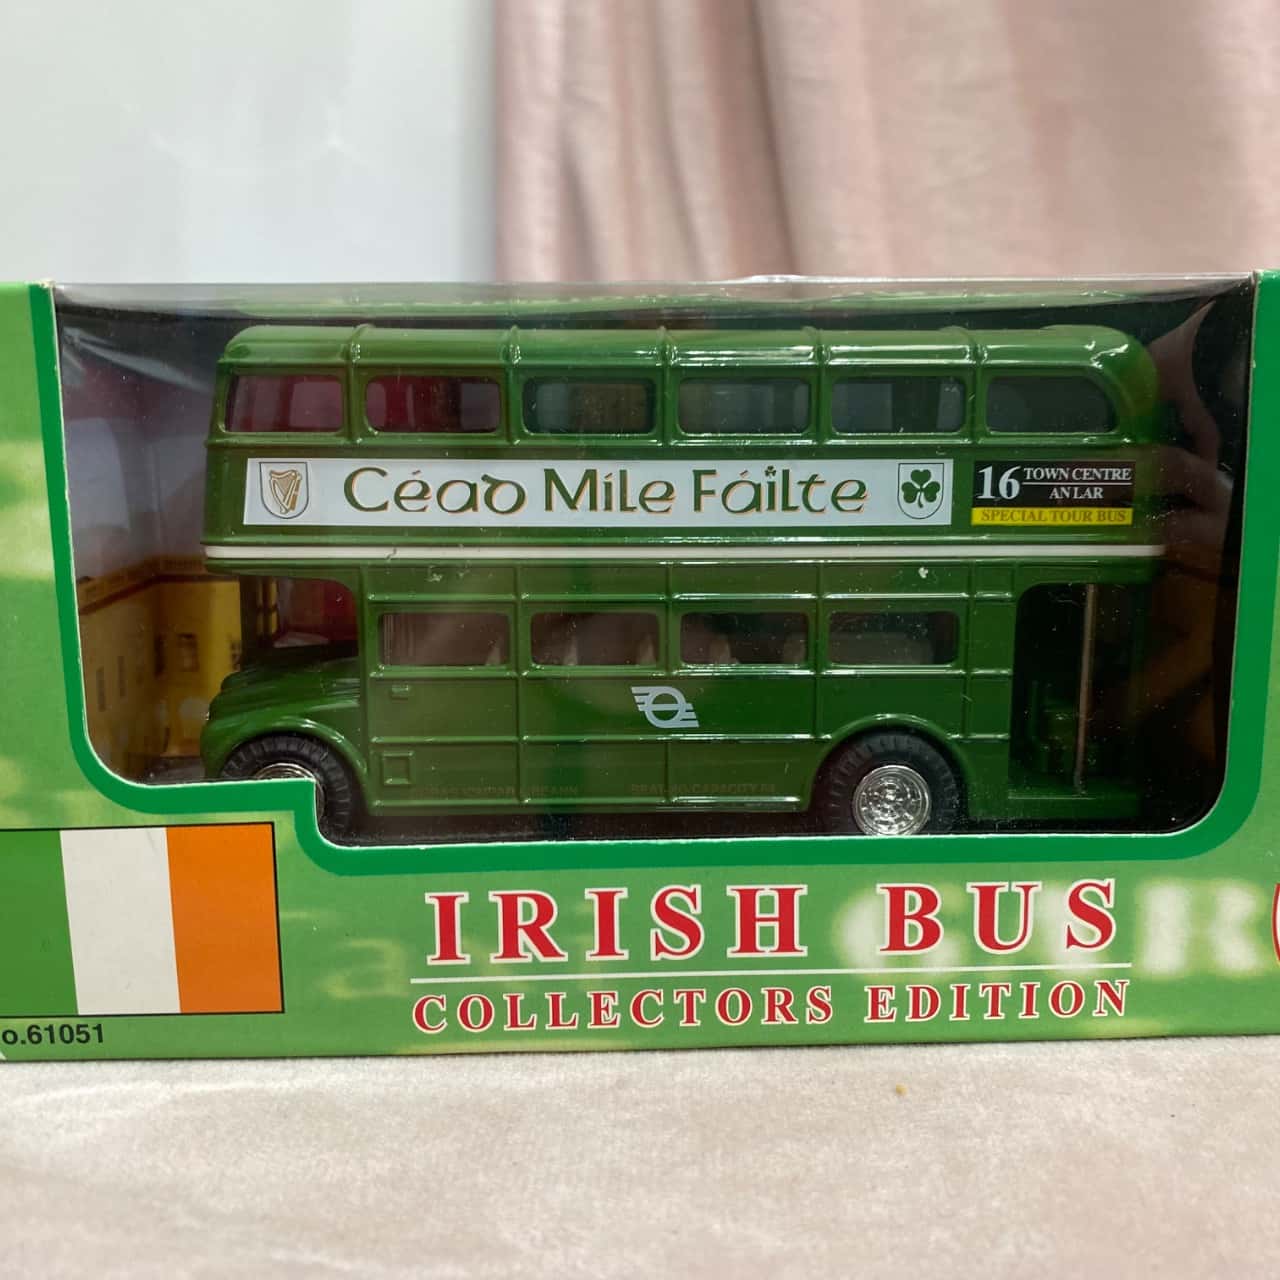 Céad Míle Fáilte
16 TOWN CENTRE
AN LAR
SPECIAL TOUR BUS
IRISH BUS
COLLECTORS EDITION
o.61051